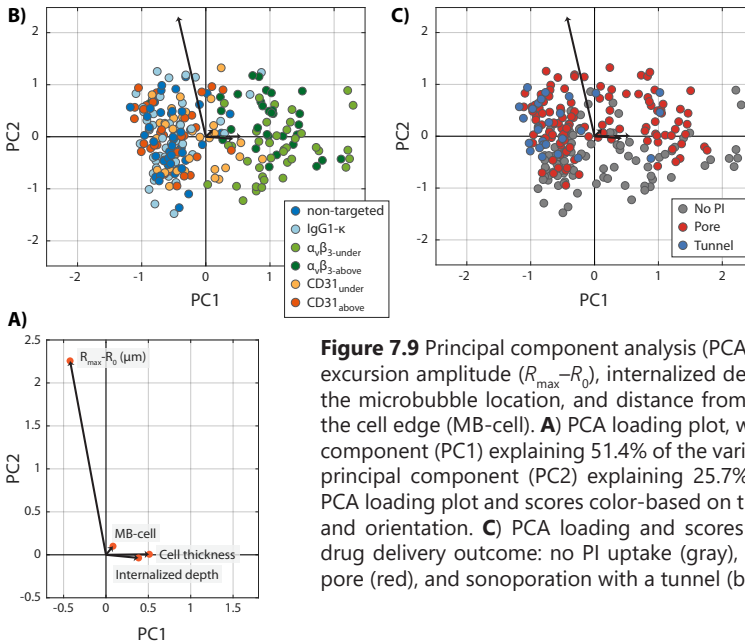 B)
2
1
0
-1
-2
PC2
-2
-1
0
1
2
PC1
non-targeted
IgG1-κ
αvβ3-under
αvβ3-above
CD31under
CD31above
C)
2
1
0
-1
-2
PC2
-2
-1
0
1
2
PC1
No PI
Pore
Tunnel
A)
2.5
2
1.5
1
0.5
0
-0.5
PC2
Rmax-R0 (μm)
MB-cell
Cell thickness
Internalized depth
-0.5
0
0.5
1
1.5
PC1
Figure 7.9 Principal component analysis (PCA
excursion amplitude (Rmax–R0), internalized de
the microbubble location, and distance from
the cell edge (MB-cell). A) PCA loading plot, w
component (PC1) explaining 51.4% of the vari
principal component (PC2) explaining 25.7%
PCA loading plot and scores color-based on t
and orientation. C) PCA loading and scores
drug delivery outcome: no PI uptake (gray),
pore (red), and sonoporation with a tunnel (b